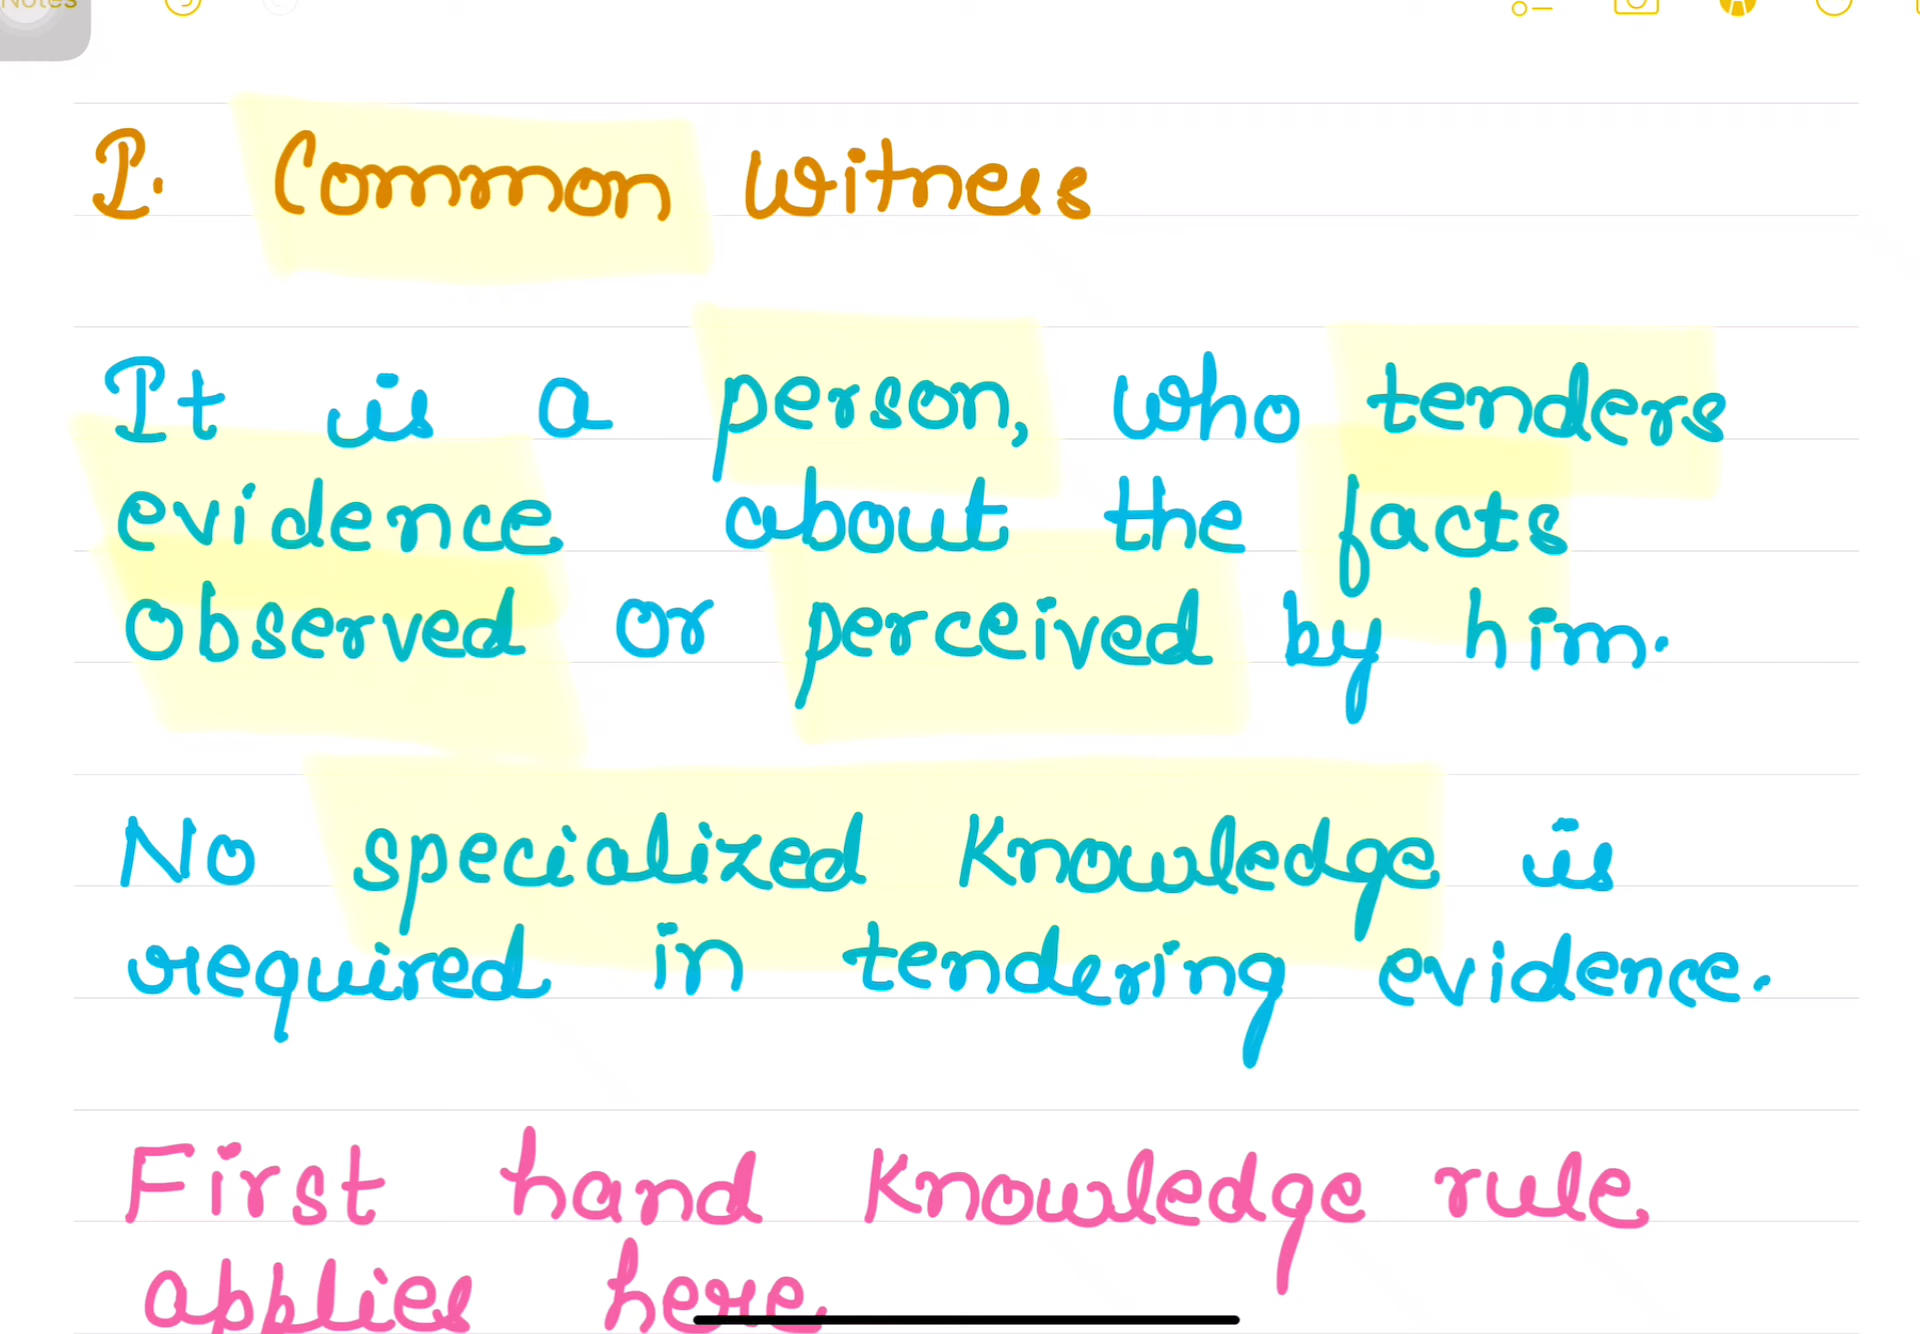 Notes
I. Common Witness
It is a person, who tenders
evidence about the facts
observed or perceived by him.
No specialized knowledge is
required in tendering evidence.
First hand knowledge rule
applies here